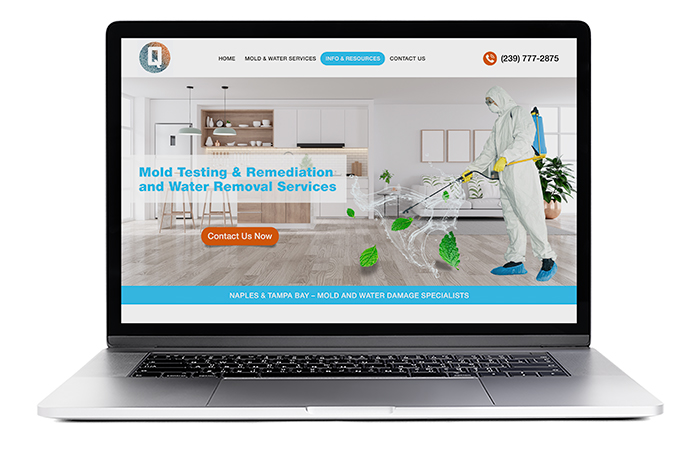 Q
HOME MOLD & WATER SERVICES INFO & RESOURCES CONTACT US (239) 777-2875
Mold Testing & Remediation
and Water Removal Services
Contact Us Now
NAPLES & TAMPA BAY – MOLD AND WATER DAMAGE SPECIALISTS